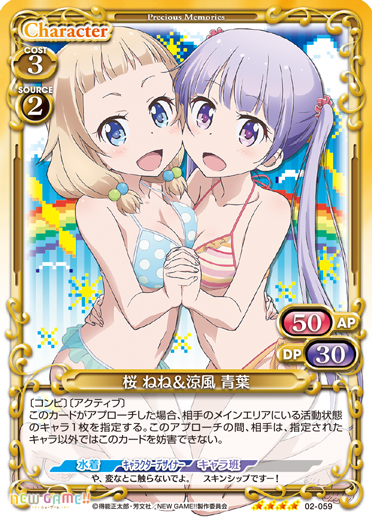 Precious Memories
Character
COST
3
SOURCE
2
50 AP
DP 30
桜 ねね&涼風 青葉
[コンビ] [アクティブ]
このカードがアプローチした場合、相手のメインエリアにいる活動状態
のキャラ1枚を指定する。このアプローチの間、相手は、指定された
キャラ以外ではこのカードを妨害できない。
水着 キャラクターデザイナー キャラ班
や、変なとこ触らないでよ。 スキンシップですー!
NEW GAME!!
©得能正太郎・芳文社、NEW GAME!!製作委員会
02-059